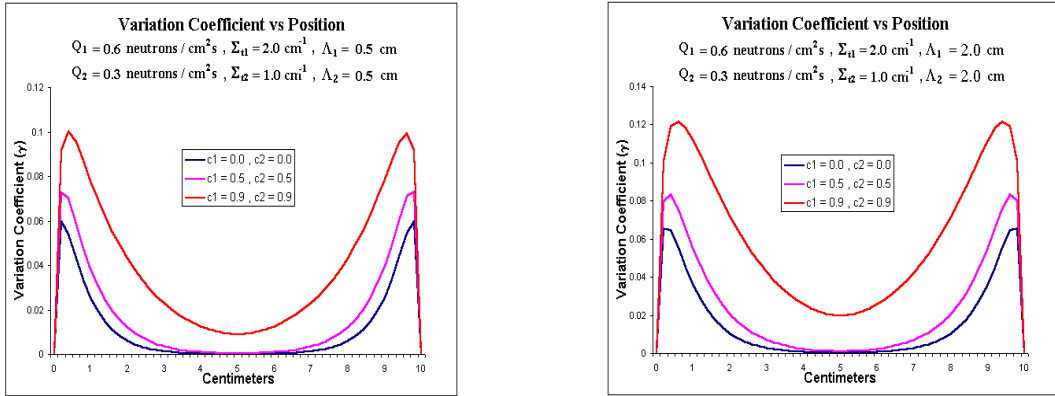 Variation Coefficient vs Position
Q1 = 0.6 neutrons / cm²s , Σt1 = 2.0 cm⁻¹ , Λ1 = 0.5 cm
Q2 = 0.3 neutrons / cm²s , Σt2 = 1.0 cm⁻¹ , Λ2 = 0.5 cm
0.12
0.1
0.08
0.06
0.04
0.02
0
Variation Coefficient (γ)
c1 = 0.0 , c2 = 0.0
c1 = 0.5 , c2 = 0.5
c1 = 0.9 , c2 = 0.9
0 1 2 3 4 5 6 7 8 9 10
Centimeters
Variation Coefficient vs Position
Q1 = 0.6 neutrons / cm²s , Σt1 = 2.0 cm⁻¹ , Λ1 = 2.0 cm
Q2 = 0.3 neutrons / cm²s , Σt2 = 1.0 cm⁻¹ , Λ2 = 2.0 cm
0.14
0.12
0.1
0.08
0.06
0.04
0.02
0
Variation Coefficient (γ)
c1 = 0.0 , c2 = 0.0
c1 = 0.5 , c2 = 0.5
c1 = 0.9 , c2 = 0.9
0 1 2 3 4 5 6 7 8 9 10
Centimeters